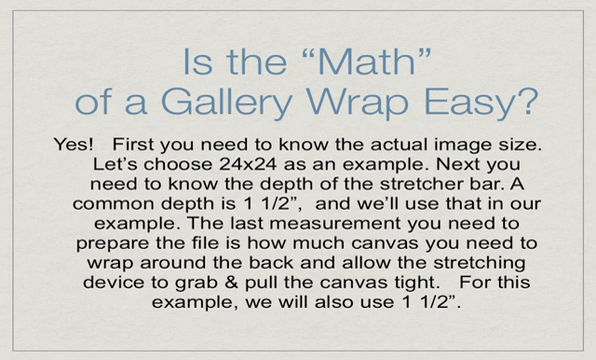 Is the “Math”
of a Gallery Wrap Easy?
Yes!   First you need to know the actual image size.
Let’s choose 24x24 as an example. Next you
need to know the depth of the stretcher bar. A
common depth is 1 1/2”,  and we’ll use that in our
example. The last measurement you need to
prepare the file is how much canvas you need to
wrap around the back and allow the stretching
device to grab & pull the canvas tight.   For this
example, we will also use 1 1/2”.